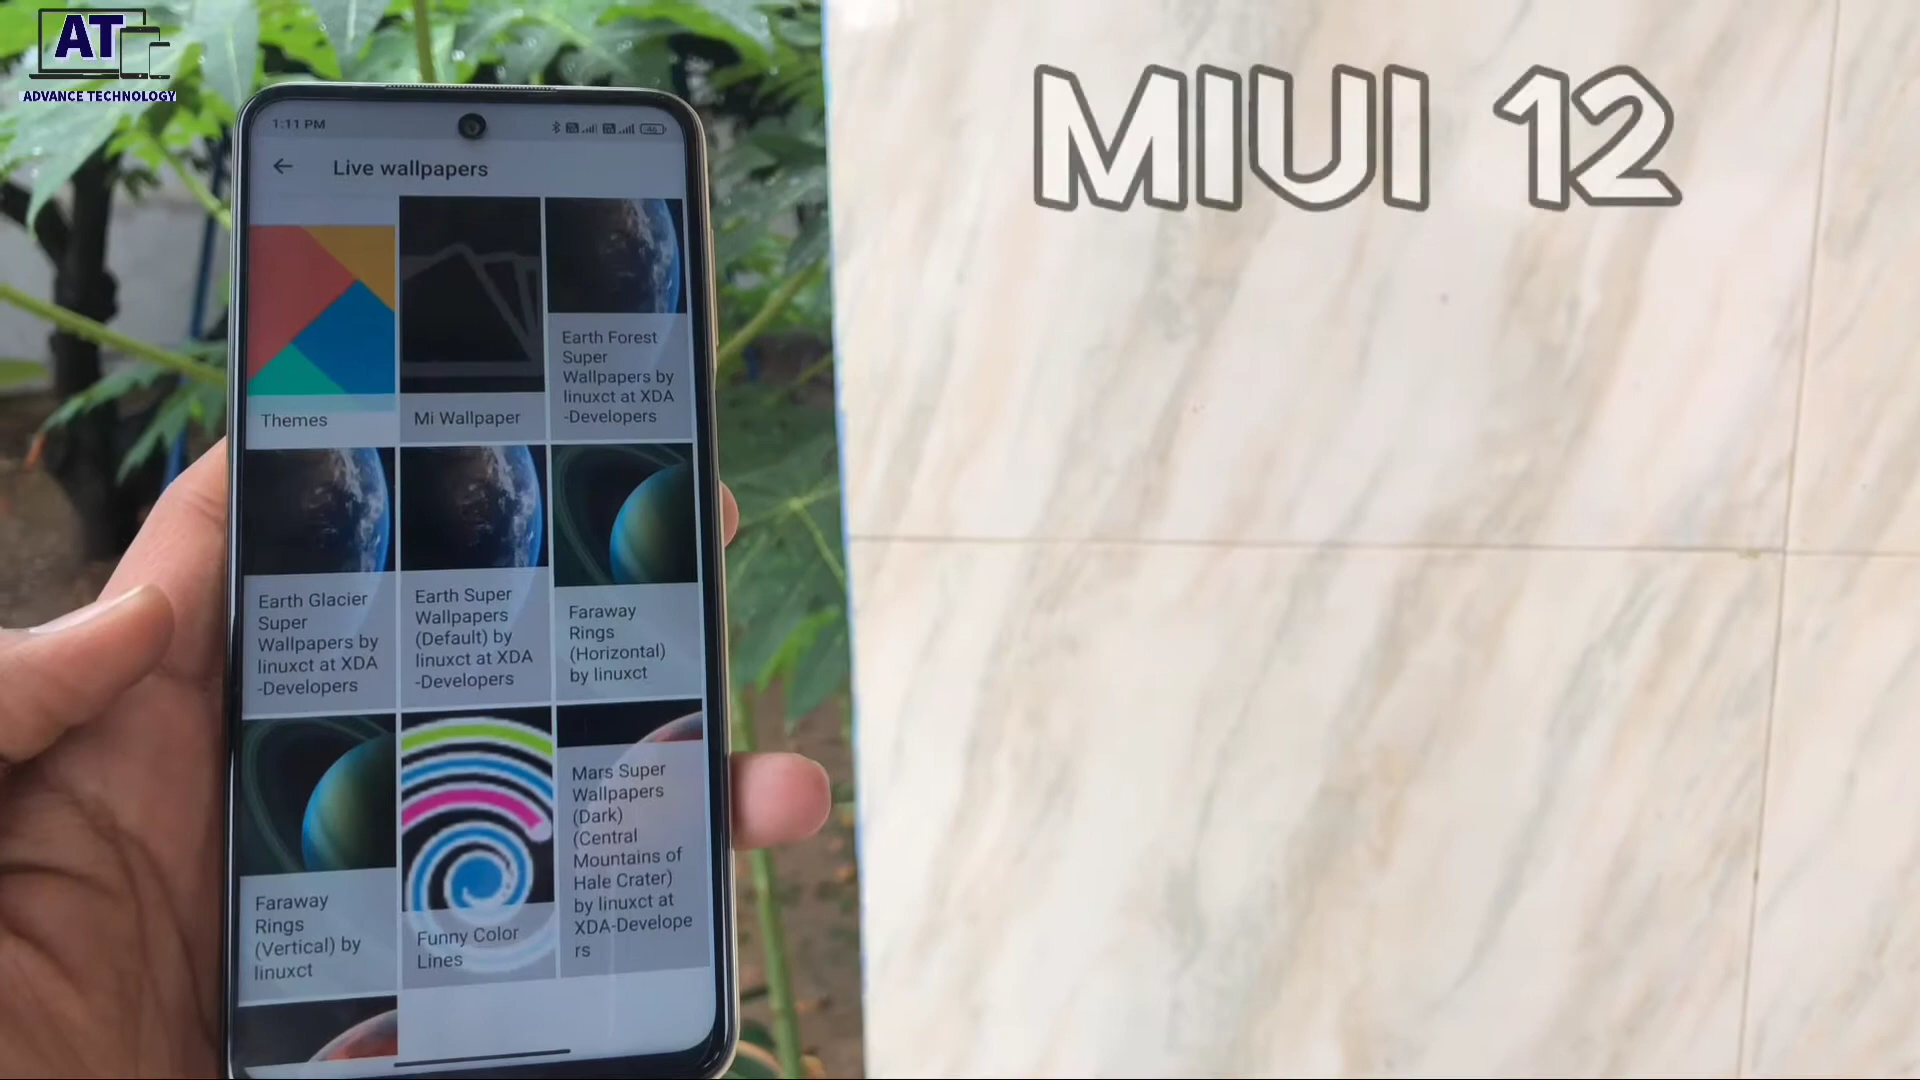 AT
ADVANCE TECHNOLOGY
MIUI 12
1:11 PM
46
Live wallpapers
Themes
Mi Wallpaper
Earth Forest
Super
Wallpapers by
linuxct at XDA
-Developers
Earth Glacier
Super
Wallpapers by
linuxct at XDA
-Developers
Earth Super
Wallpapers
(Default) by
linuxct at XDA
-Developers
Faraway
Rings
(Horizontal)
by linuxct
Faraway
Rings
(Vertical) by
linuxct
Funny Color
Lines
Mars Super
Wallpapers
(Dark)
(Central
Mountains of
Hale Crater)
by linuxct at
XDA-Develope
rs